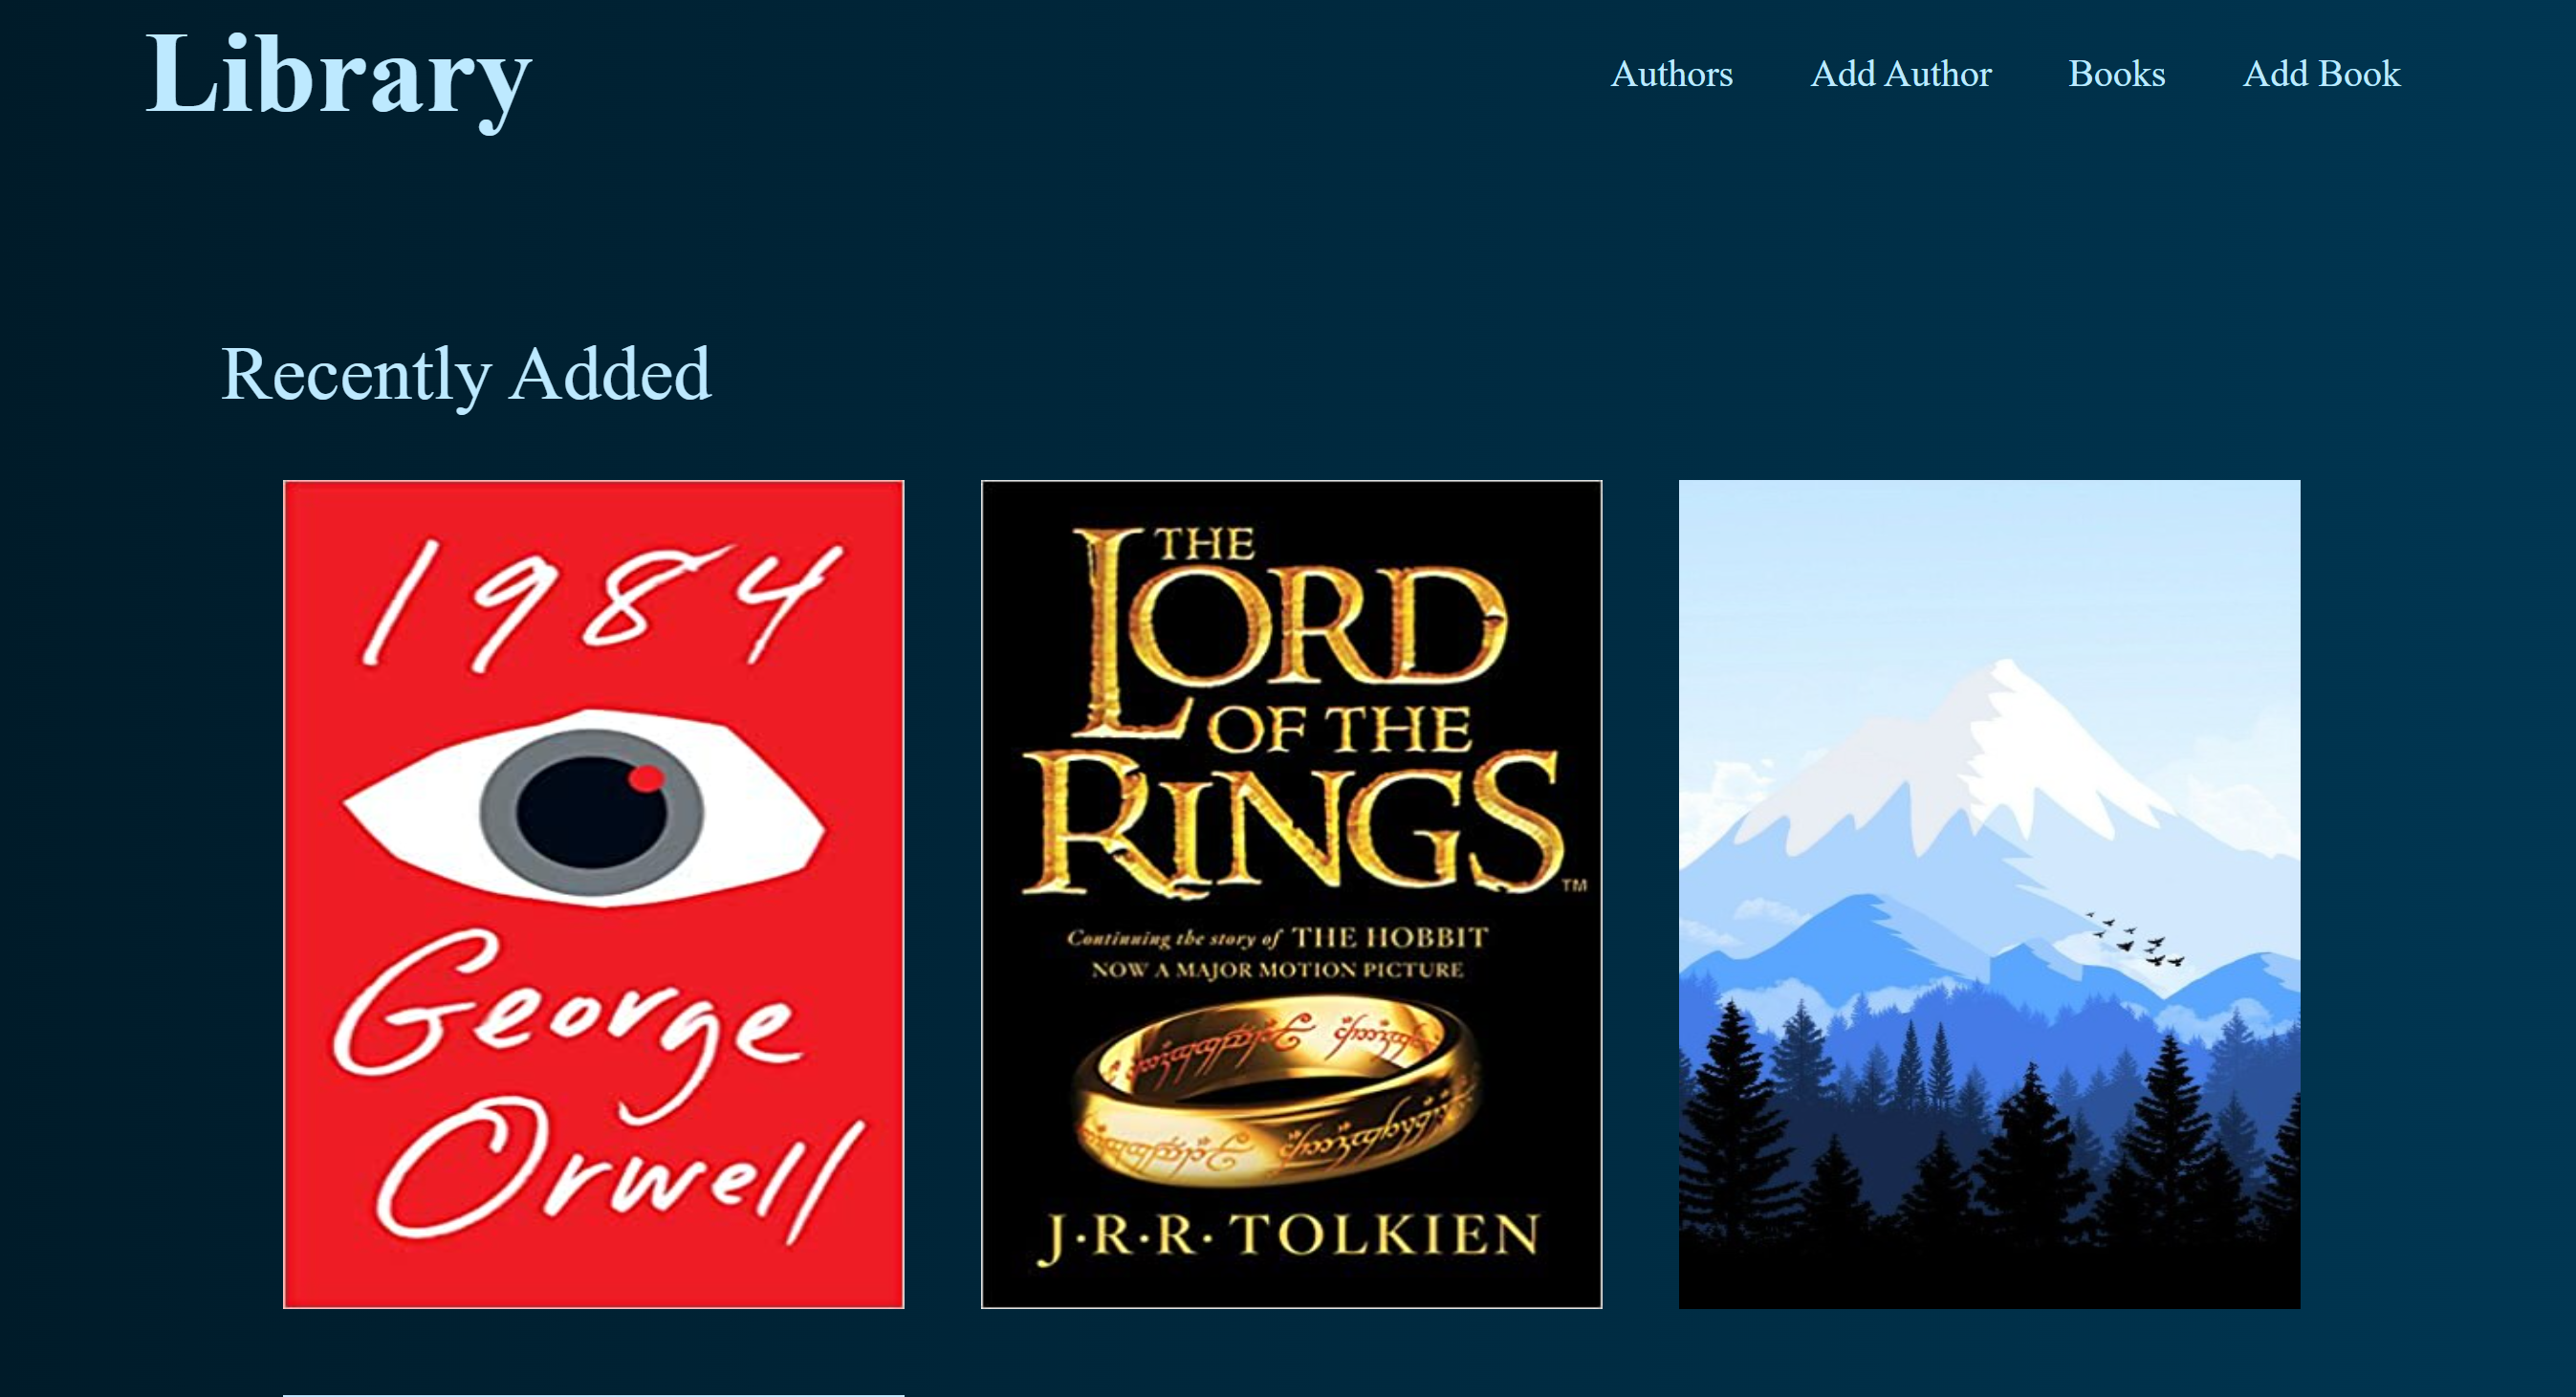 Library
Authors Add Author Books Add Book
Recently Added
1984
George
Orwell
THE
LORD
OF THE
RINGS™
Continuing the story of THE HOBBIT
NOW A MAJOR MOTION PICTURE
J·R·R·TOLKIEN